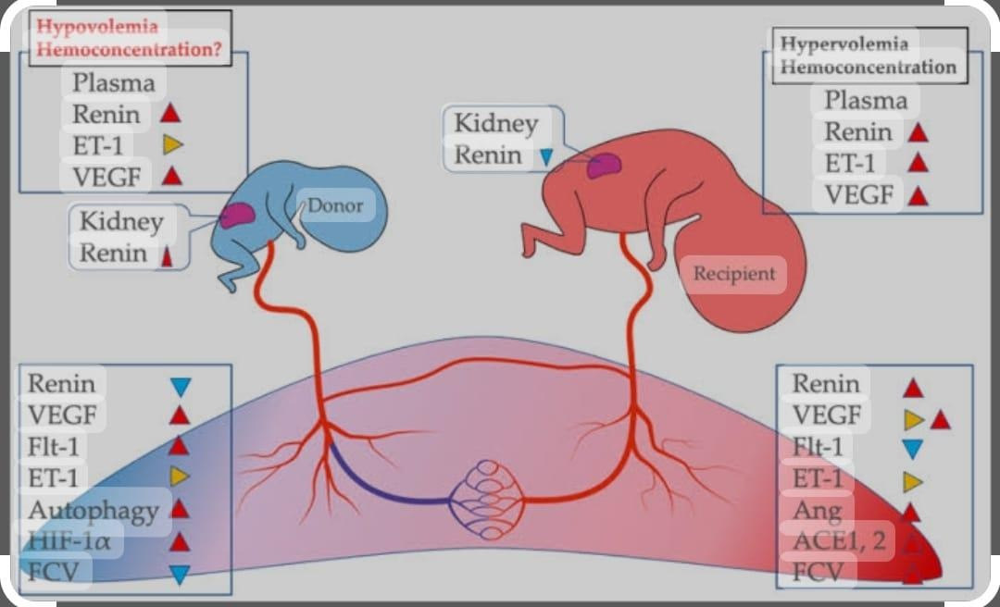 Hypovolemia
Hemoconcentration?
Plasma
Renin
ET-1
VEGF
Kidney
Renin
Donor
Kidney
Renin
Hypervolemia
Hemoconcentration
Plasma
Renin
ET-1
VEGF
Recipient
Renin
VEGF
Flt-1
ET-1
Autophagy
HIF-1α
FCV
Renin
VEGF
Flt-1
ET-1
Ang
ACE1, 2
FCV